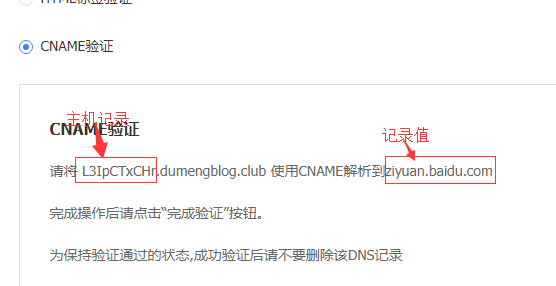 HTML标签验证
CNAME验证
主机记录
CNAME验证
记录值
请将 L3IpCTxCHr.dumengblog.club 使用CNAME解析到ziyuan.baidu.com
完成操作后请点击“完成验证”按钮。
为保持验证通过的状态,成功验证后请不要删除该DNS记录